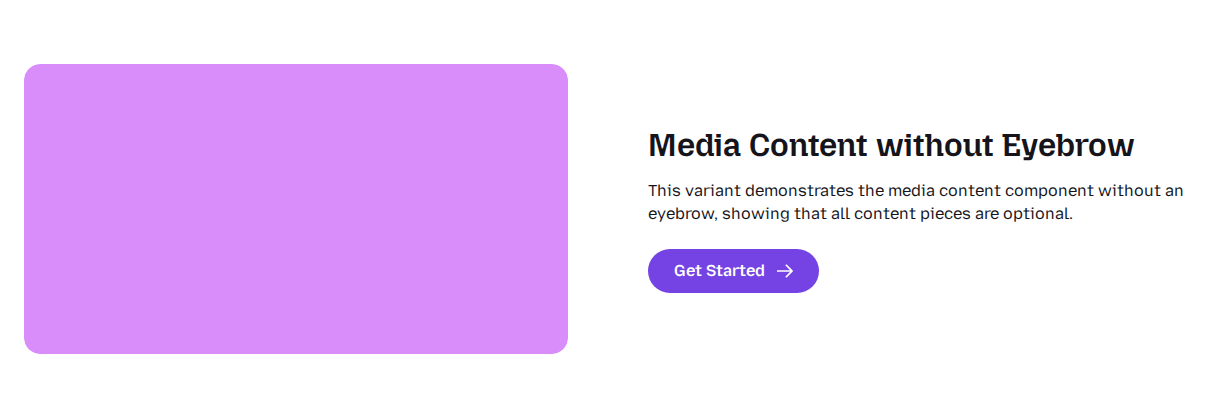 Media Content without Eyebrow
This variant demonstrates the media content component without an
eyebrow, showing that all content pieces are optional.
Get Started